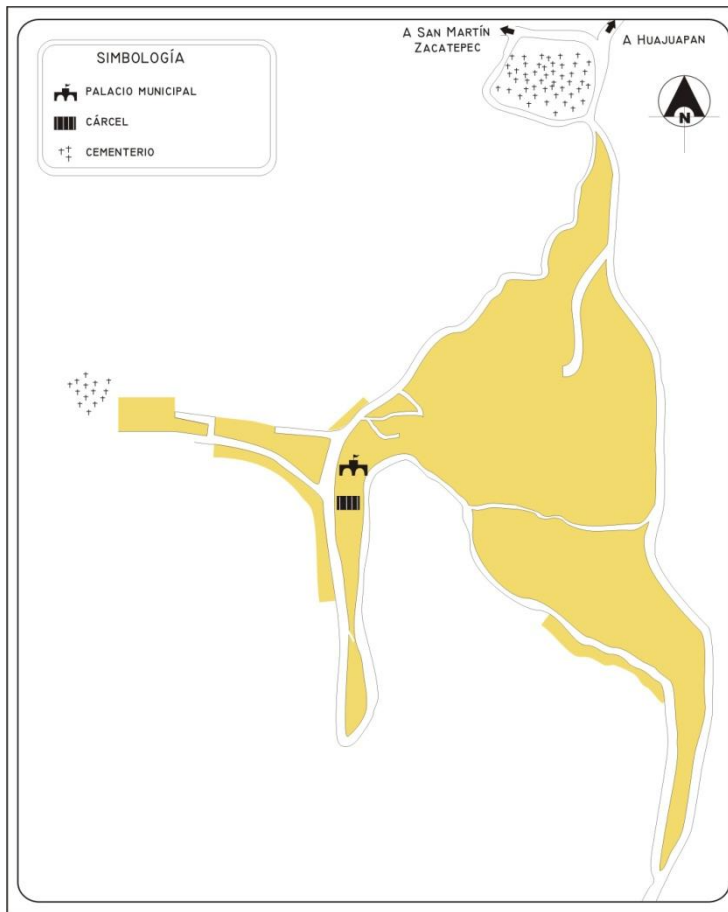 A SAN MARTÍN
ZACATEPEC
A HUAJUAPAN
SIMBOLOGÍA
PALACIO MUNICIPAL
CÁRCEL
CEMENTERIO
N